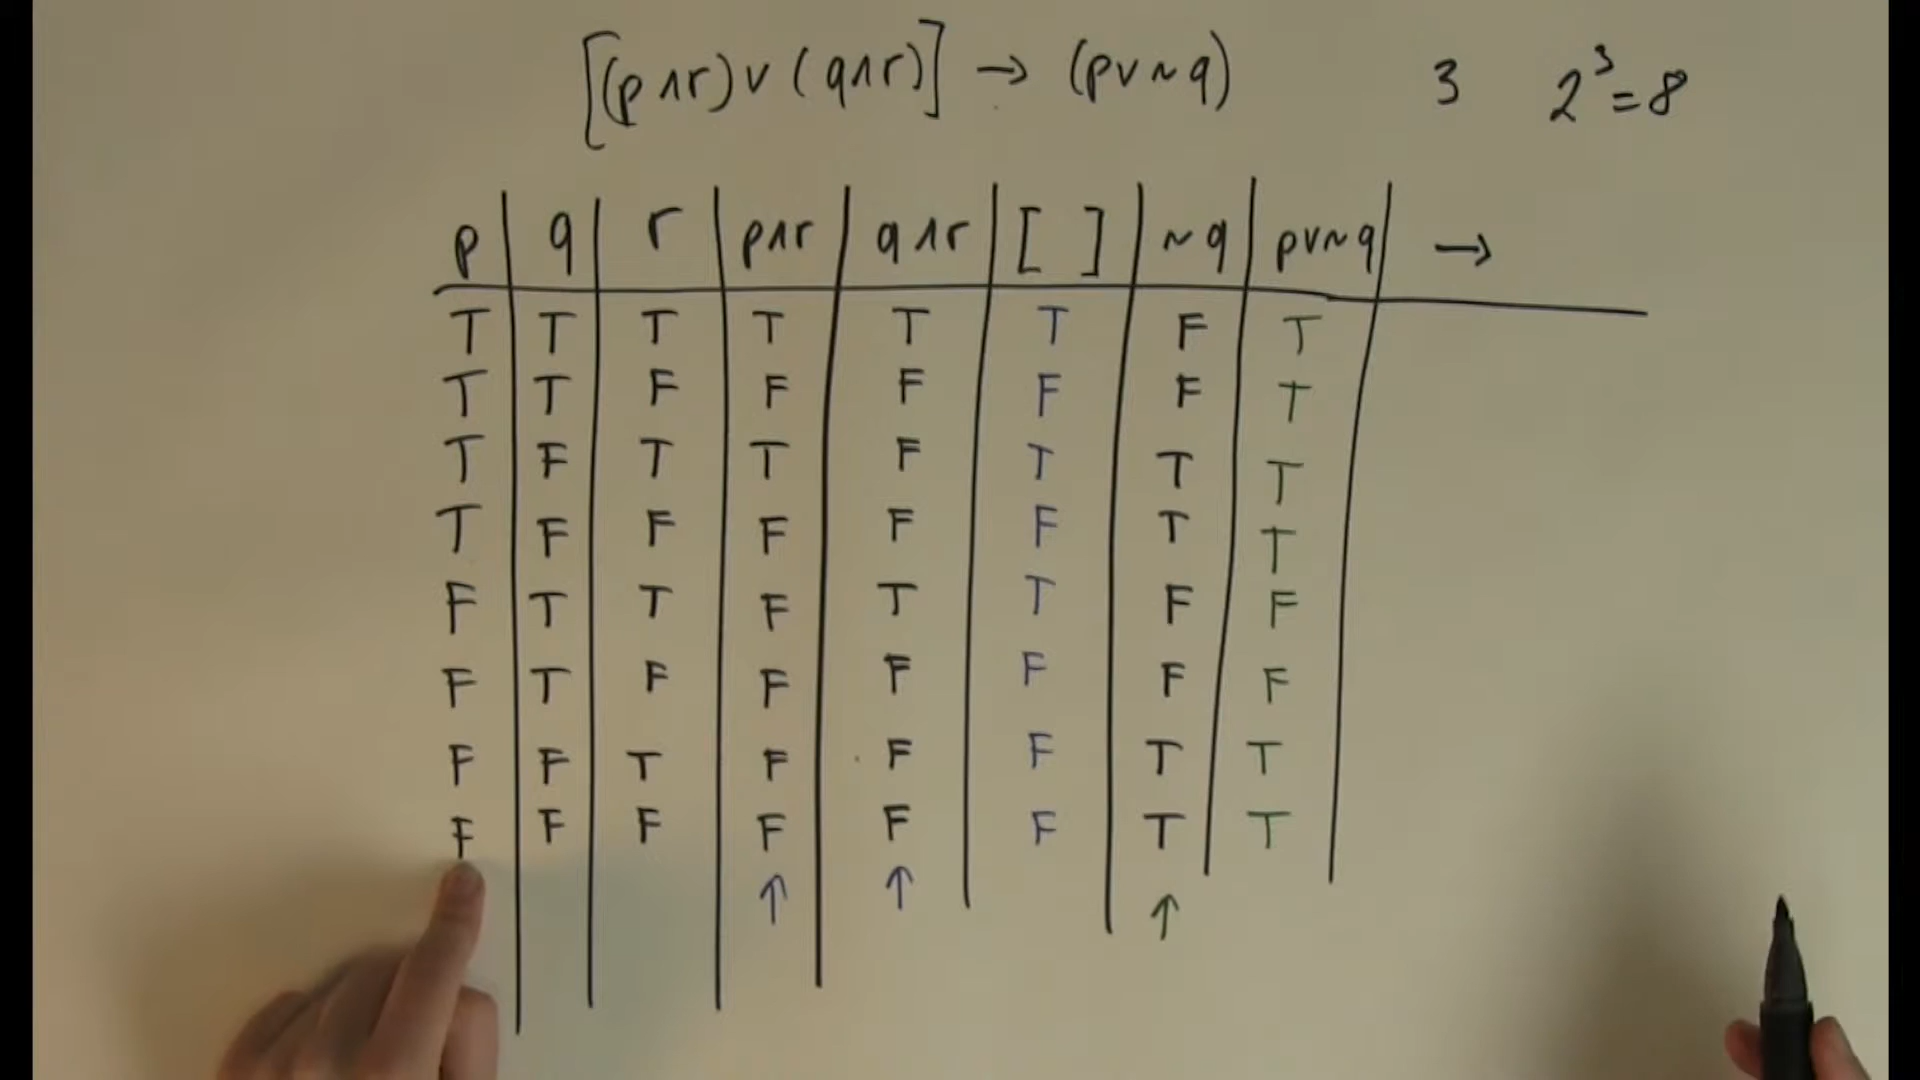 [(p∧r)∨(q∧r)] → (p∨~q) 3 2³=8
p q r p∧r q∧r [ ] ~q p∨~q →
T T T T T T F T
T T F F F F F T
T F T T F T T T
T F F F F F T T
F T T F T T F F
F T F F F F F F
F F T F F F T T
F F F F F F T T
↑ ↑ ↑